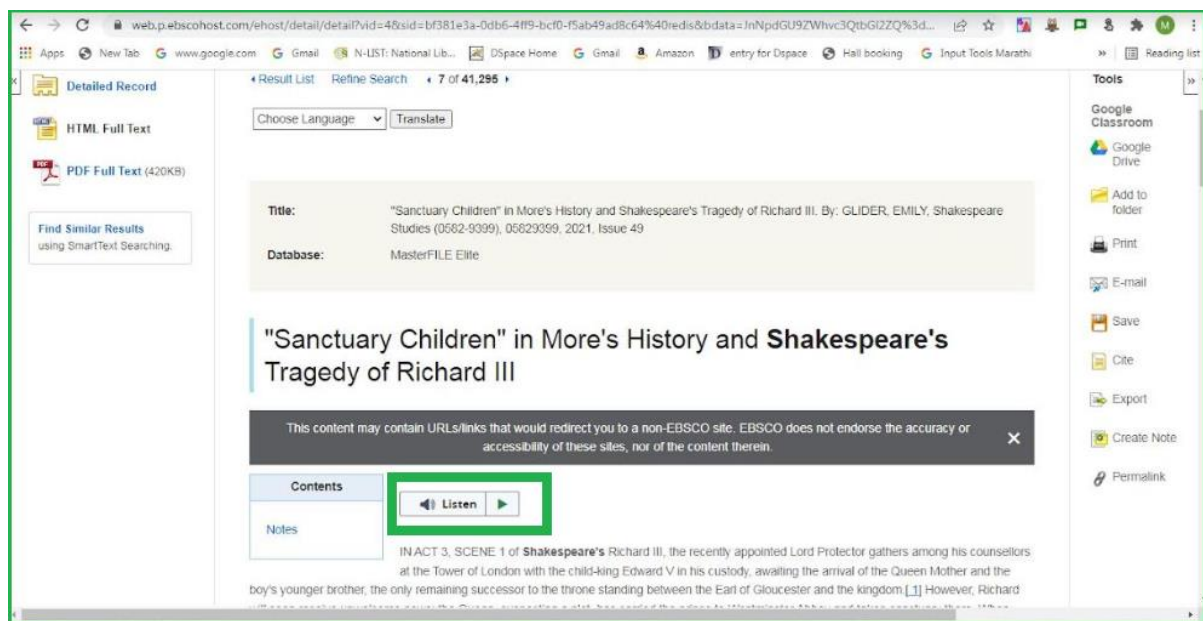 web.p.ebscohost.com/ehost/detail/detail?vid=4&sid=bf381e3a-0db6-4ff9-bcf0-f5ab49ad8c64%40redis&bdata=JnNpdGU9ZWhvc3QtbGl2ZQ%3d...
Apps New Tab www.google.com Gmail N-LIST: National Lib... DSpace Home Gmail Amazon entry for Dspace Hall booking Input Tools Marathi » Reading list
Detailed Record
HTML Full Text
PDF Full Text (420KB)
Find Similar Results
using SmartText Searching.
Result List Refine Search 7 of 41,295
Choose Language Translate
Title: "Sanctuary Children" in More's History and Shakespeare's Tragedy of Richard III. By: GLIDER, EMILY, Shakespeare
Studies (0582-9399), 05829399, 2021, Issue 49
Database: MasterFILE Elite
"Sanctuary Children" in More's History and Shakespeare's
Tragedy of Richard III
This content may contain URLs/links that would redirect you to a non-EBSCO site. EBSCO does not endorse the accuracy or
accessibility of these sites, nor of the content therein.
Contents
Notes
Listen
IN ACT 3, SCENE 1 of Shakespeare's Richard III, the recently appointed Lord Protector gathers among his counsellors
at the Tower of London with the child-king Edward V in his custody, awaiting the arrival of the Queen Mother and the
boy's younger brother, the only remaining successor to the throne standing between the Earl of Gloucester and the kingdom.[ 1] However, Richard
Tools
Google
Classroom
Google
Drive
Add to
folder
Print
E-mail
Save
Cite
Export
Create Note
Permalink